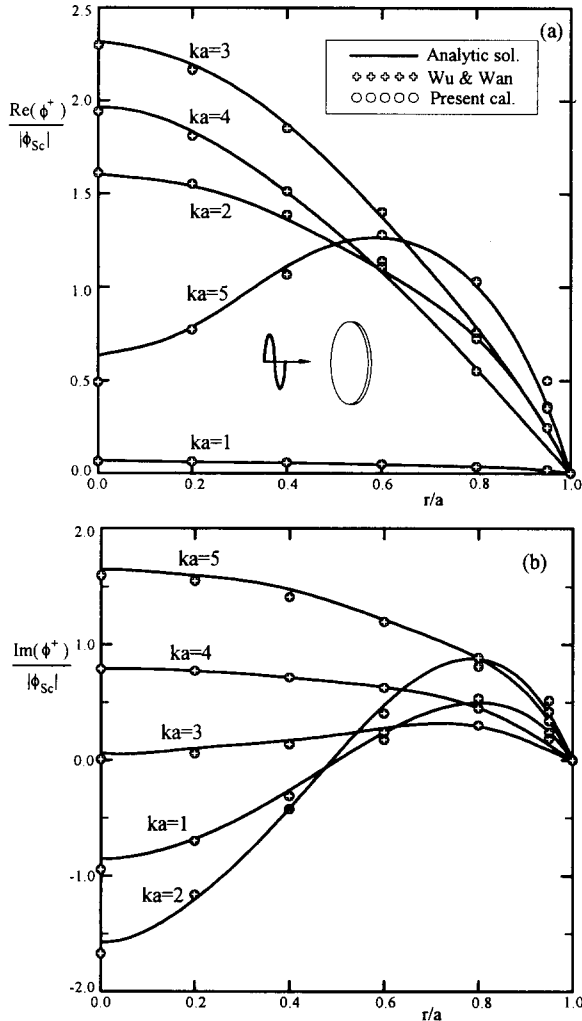 (a)
2.5
2.0
1.5
1.0
0.5
0.0
Re(ϕ⁺)
|ϕ_Sc|
ka=3
ka=4
ka=2
ka=5
ka=1
Analytic sol.
Wu & Wan
Present cal.
0.0 0.2 0.4 0.6 0.8 1.0
r/a
(b)
2.0
1.0
0.0
-1.0
-2.0
Im(ϕ⁺)
|ϕ_Sc|
ka=5
ka=4
ka=3
ka=1
ka=2
0.0 0.2 0.4 0.6 0.8 1.0
r/a